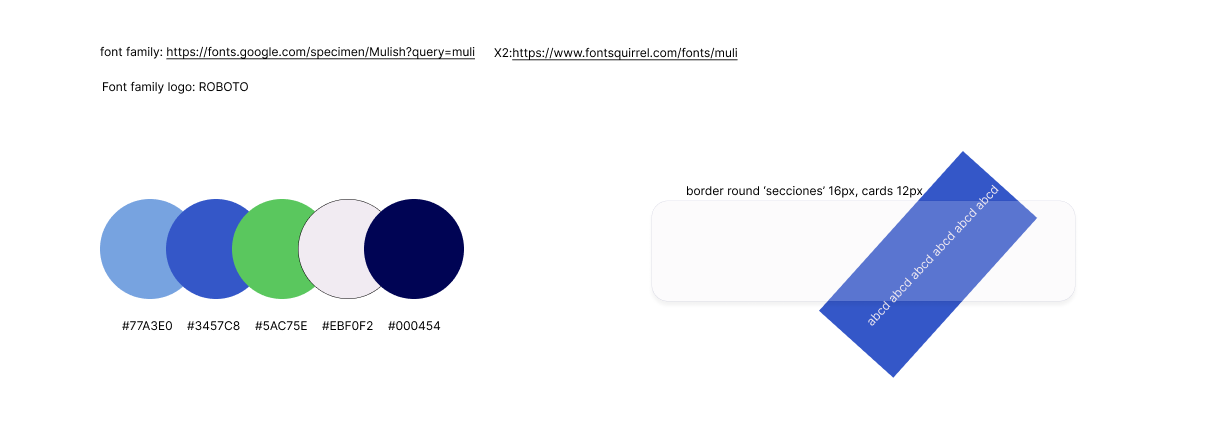 font family: https://fonts.google.com/specimen/Mulish?query=muli X2:https://www.fontsquirrel.com/fonts/muli
Font family logo: ROBOTO
border round ‘secciones’ 16px, cards 12px
abcd abcd abcd abcd abcd
#77A3E0 #3457C8 #5AC75E #EBF0F2 #000454